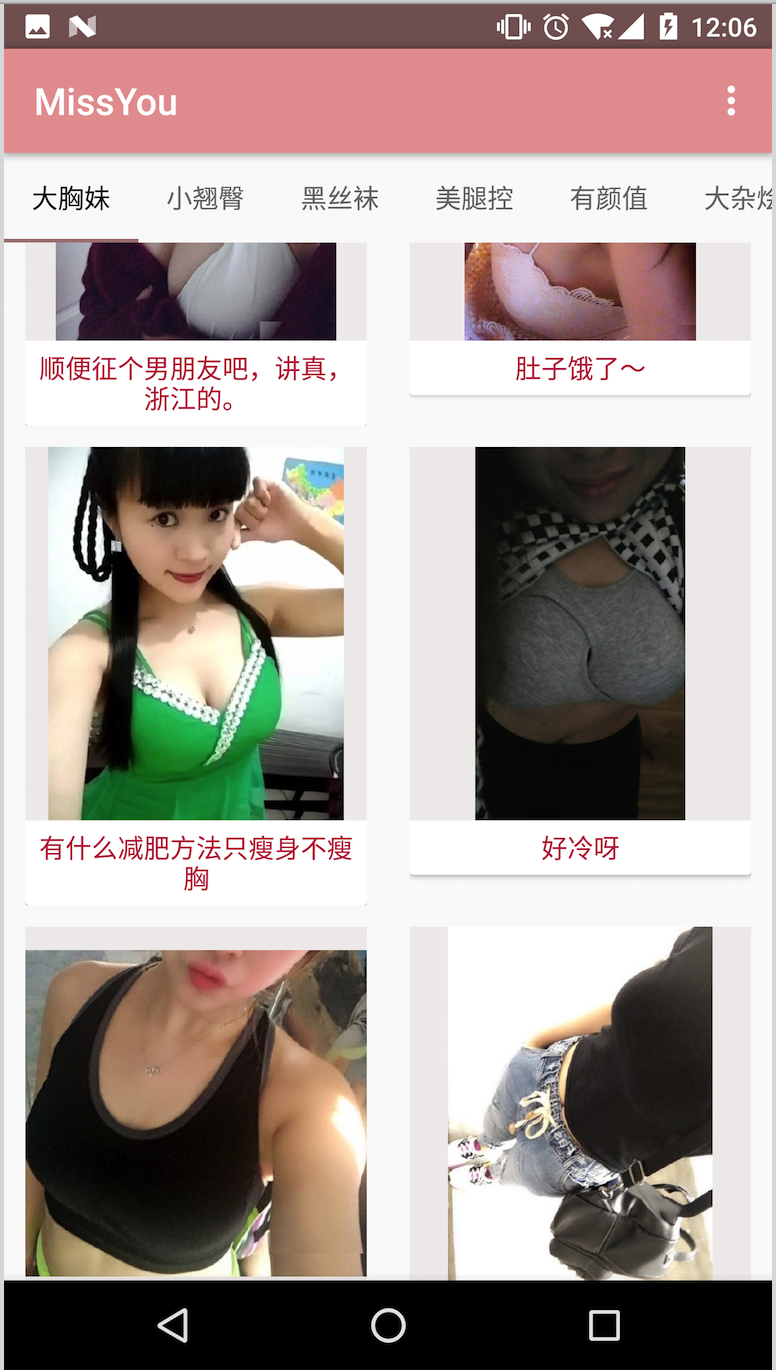 12:06
MissYou
大胸妹 小翘臀 黑丝袜 美腿控 有颜值 大杂烩
顺便征个男朋友吧，讲真，
浙江的。
肚子饿了～
有什么减肥方法只瘦身不瘦
胸
好冷呀